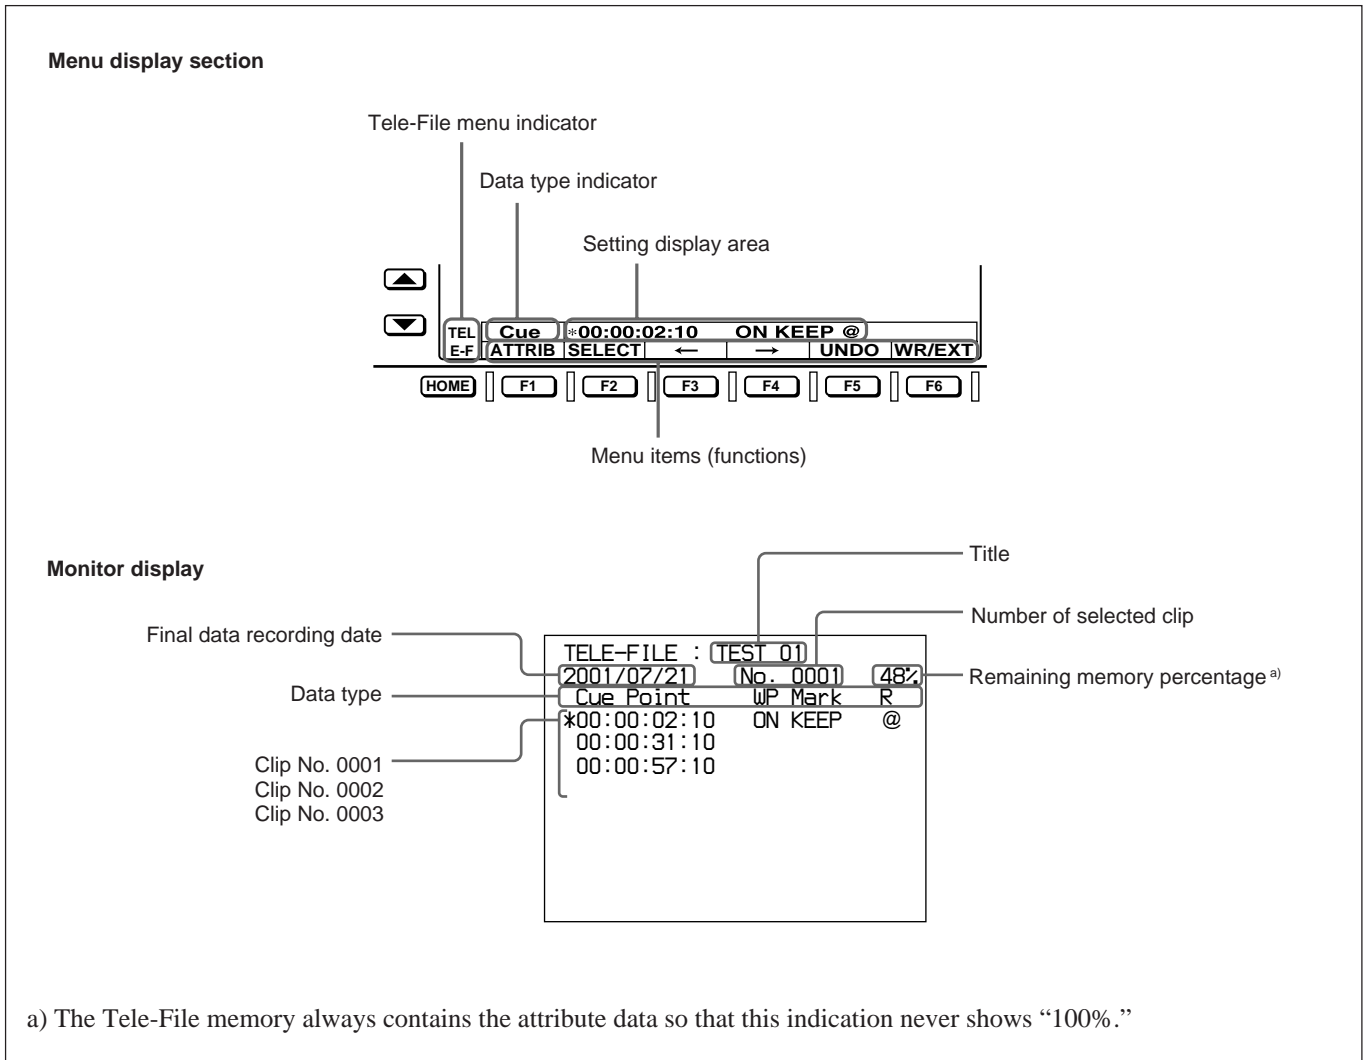 Menu display section
Tele-File menu indicator
Data type indicator
Setting display area
TEL Cue *00:00:02:10 ON KEEP @
E-F ATTRIB SELECT ← → UNDO WR/EXT
HOME F1 F2 F3 F4 F5 F6
Menu items (functions)
Monitor display
Title
Number of selected clip
Remaining memory percentage a)
Final data recording date
Data type
Clip No. 0001
Clip No. 0002
Clip No. 0003
TELE-FILE : TEST 01
2001/07/21 No. 0001 48%
Cue Point WP Mark R
*00:00:02:10 ON KEEP @
00:00:31:10
00:00:57:10
a) The Tele-File memory always contains the attribute data so that this indication never shows “100%.”